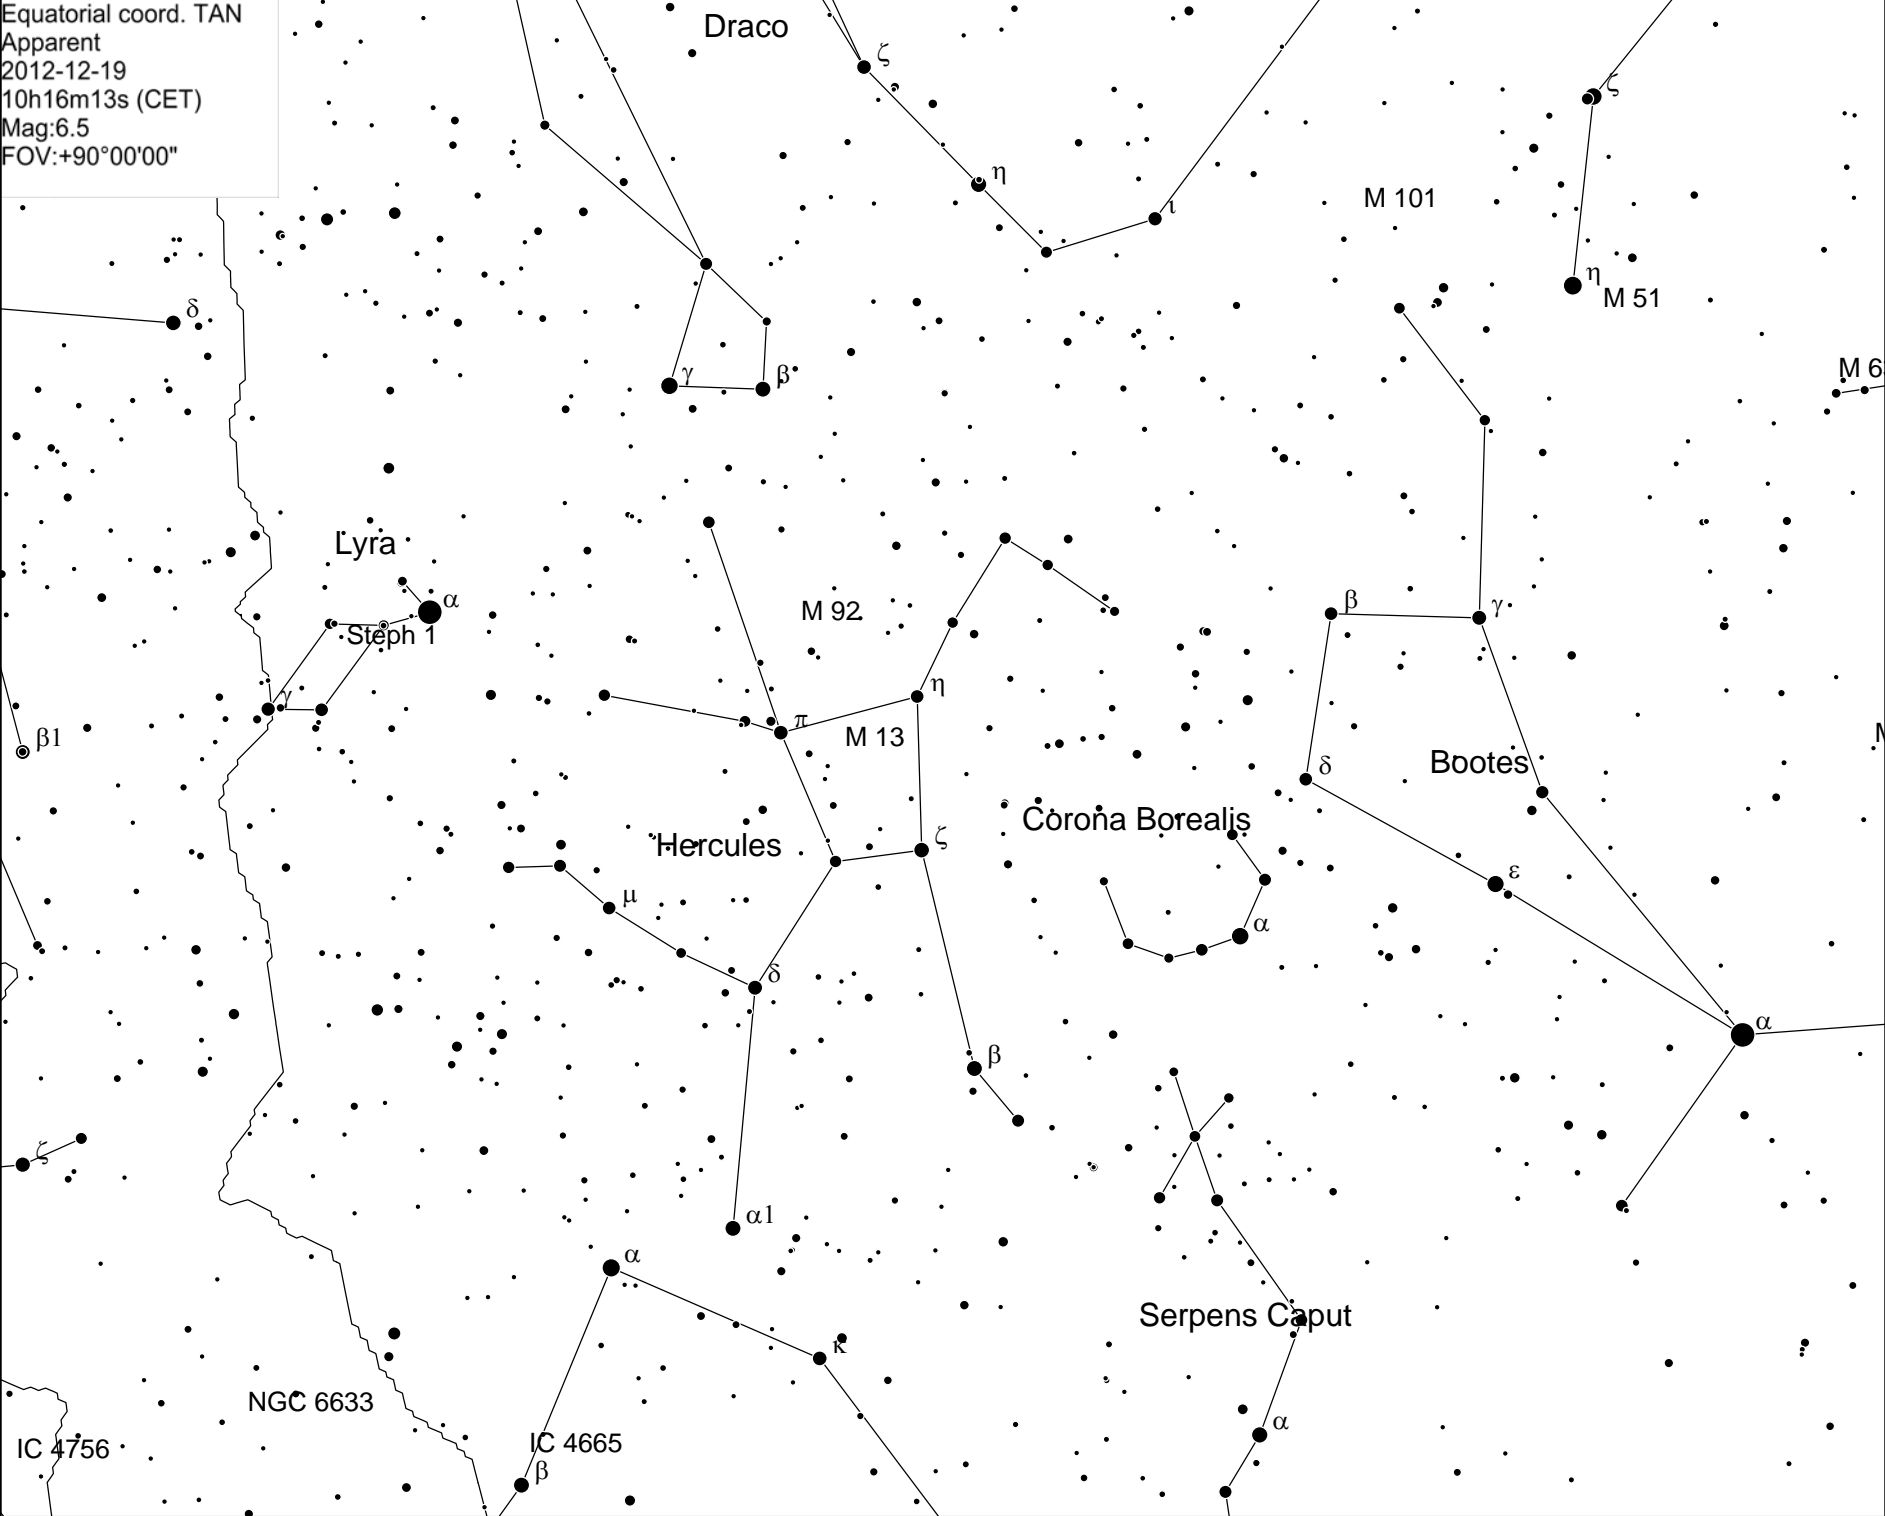 Equatorial coord. TAN
Apparent
2012-12-19
10h16m13s (CET)
Mag:6.5
FOV:+90°00'00"
Draco
ζ
ζ
η
ι
M 101
η
M 51
δ
γ
β
M 6
Lyra
α
Steph 1
M 92
β
γ
γ
η
π
M 13
β1
δ
Bootes
Corona Borealis
Hercules
ζ
ε
μ
α
δ
α
β
ζ
α1
α
Serpens Caput
κ
NGC 6633
α
IC 4756
IC 4665
β